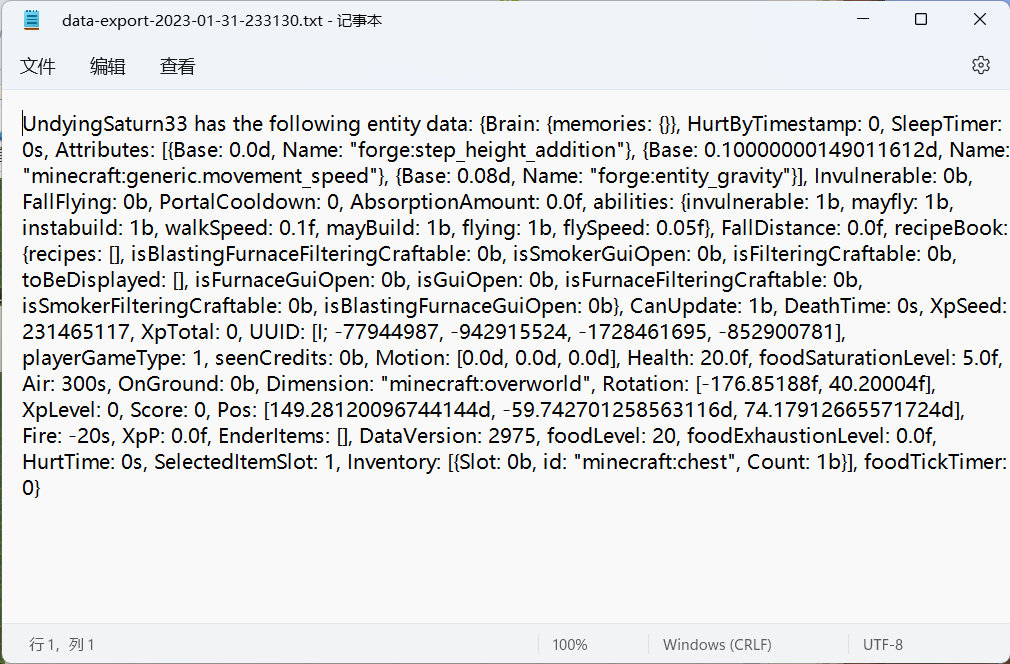 data-export-2023-01-31-233130.txt - 记事本
文件 编辑 查看
UndyingSaturn33 has the following entity data: {Brain: {memories: {}}, HurtByTimestamp: 0, SleepTimer:
0s, Attributes: [{Base: 0.0d, Name: "forge:step_height_addition"}, {Base: 0.10000000149011612d, Name:
"minecraft:generic.movement_speed"}, {Base: 0.08d, Name: "forge:entity_gravity"}], Invulnerable: 0b,
FallFlying: 0b, PortalCooldown: 0, AbsorptionAmount: 0.0f, abilities: {invulnerable: 1b, mayfly: 1b,
instabuild: 1b, walkSpeed: 0.1f, mayBuild: 1b, flying: 1b, flySpeed: 0.05f}, FallDistance: 0.0f, recipeBook:
{recipes: [], isBlastingFurnaceFilteringCraftable: 0b, isSmokerGuiOpen: 0b, isFilteringCraftable: 0b,
toBeDisplayed: [], isFurnaceGuiOpen: 0b, isGuiOpen: 0b, isFurnaceFilteringCraftable: 0b,
isSmokerFilteringCraftable: 0b, isBlastingFurnaceGuiOpen: 0b}, CanUpdate: 1b, DeathTime: 0s, XpSeed:
231465117, XpTotal: 0, UUID: [I; -77944987, -942915524, -1728461695, -852900781],
playerGameType: 1, seenCredits: 0b, Motion: [0.0d, 0.0d, 0.0d], Health: 20.0f, foodSaturationLevel: 5.0f,
Air: 300s, OnGround: 0b, Dimension: "minecraft:overworld", Rotation: [-176.85188f, 40.20004f],
XpLevel: 0, Score: 0, Pos: [149.28120096744144d, -59.742701258563116d, 74.17912665571724d],
Fire: -20s, XpP: 0.0f, EnderItems: [], DataVersion: 2975, foodLevel: 20, foodExhaustionLevel: 0.0f,
HurtTime: 0s, SelectedItemSlot: 1, Inventory: [{Slot: 0b, id: "minecraft:chest", Count: 1b}], foodTickTimer:
0}
行 1，列 1 100% Windows (CRLF) UTF-8